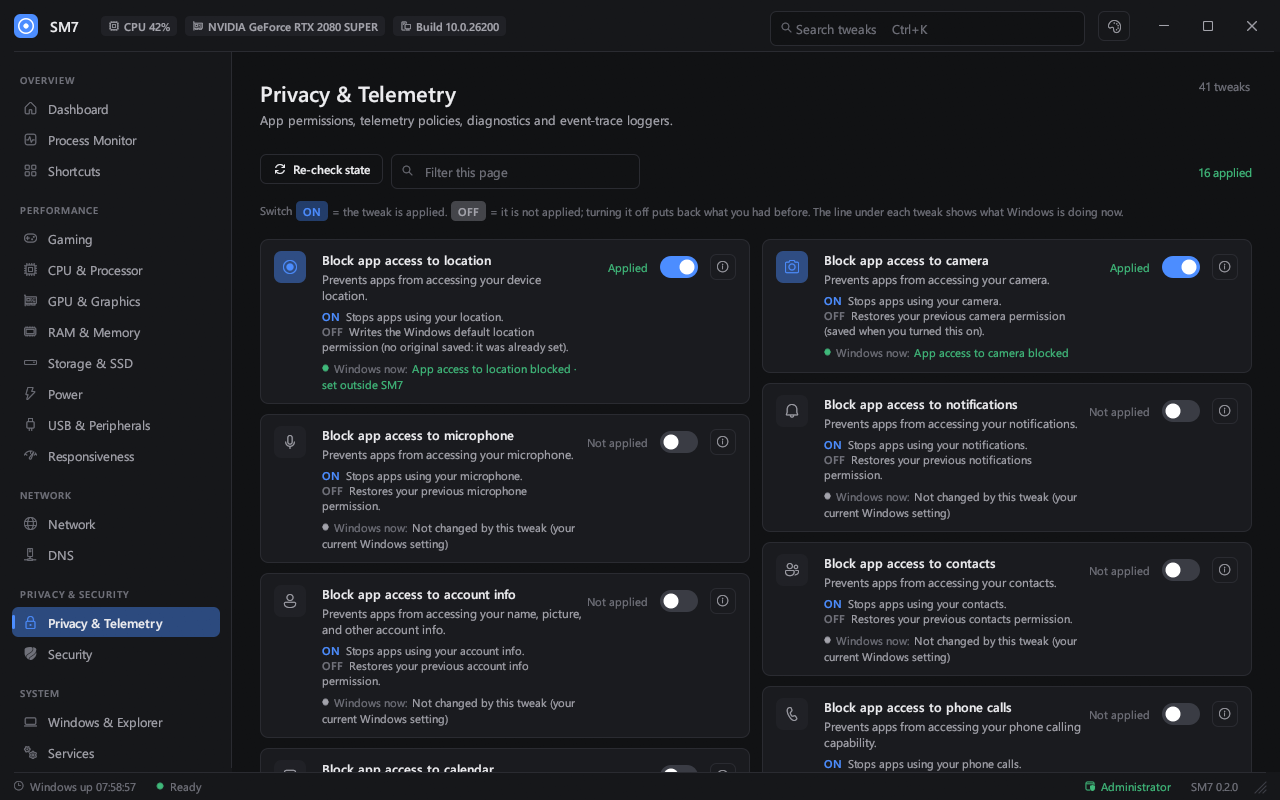 SM7
CPU 42%
NVIDIA GeForce RTX 2080 SUPER
Build 10.0.26200
Search tweaks Ctrl+K
OVERVIEW
Dashboard
Process Monitor
Shortcuts
PERFORMANCE
Gaming
CPU & Processor
GPU & Graphics
RAM & Memory
Storage & SSD
Power
USB & Peripherals
Responsiveness
NETWORK
Network
DNS
PRIVACY & SECURITY
Privacy & Telemetry
Security
SYSTEM
Windows & Explorer
Services
Privacy & Telemetry
41 tweaks
App permissions, telemetry policies, diagnostics and event-trace loggers.
Re-check state
Filter this page
16 applied
Switch ON = the tweak is applied. OFF = it is not applied; turning it off puts back what you had before. The line under each tweak shows what Windows is doing now.
Block app access to location
Applied
Prevents apps from accessing your device
location.
ON Stops apps using your location.
OFF Writes the Windows default location
permission (no original saved: it was already set).
Windows now: App access to location blocked ·
set outside SM7
Block app access to camera
Applied
Prevents apps from accessing your camera.
ON Stops apps using your camera.
OFF Restores your previous camera permission
(saved when you turned this on).
Windows now: App access to camera blocked
Block app access to microphone
Not applied
Prevents apps from accessing your microphone.
ON Stops apps using your microphone.
OFF Restores your previous microphone
permission.
Windows now: Not changed by this tweak (your
current Windows setting)
Block app access to notifications
Not applied
Prevents apps from accessing your notifications.
ON Stops apps using your notifications.
OFF Restores your previous notifications
permission.
Windows now: Not changed by this tweak (your
current Windows setting)
Block app access to account info
Not applied
Prevents apps from accessing your name, picture,
and other account info.
ON Stops apps using your account info.
OFF Restores your previous account info
permission.
Windows now: Not changed by this tweak (your
current Windows setting)
Block app access to contacts
Not applied
Prevents apps from accessing your contacts.
ON Stops apps using your contacts.
OFF Restores your previous contacts permission.
Windows now: Not changed by this tweak (your
current Windows setting)
Block app access to calendar
Block app access to phone calls
Not applied
Prevents apps from accessing your phone calling
capability.
ON Stops apps using your phone calls.
Windows up 07:58:57
Ready
Administrator
SM7 0.2.0